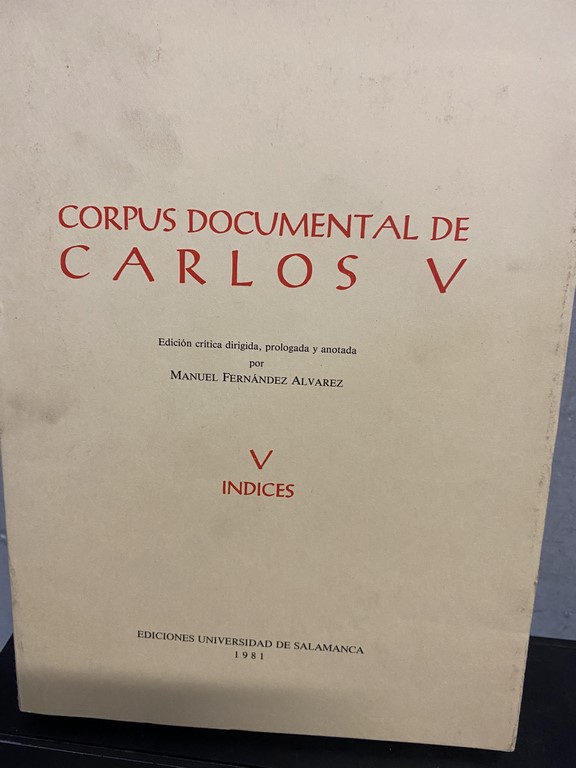 CORPUS DOCUMENTAL DE
CARLOS V
Edición crítica dirigida, prologada y anotada
por
MANUEL FERNÁNDEZ ALVAREZ
V
INDICES
EDICIONES UNIVERSIDAD DE SALAMANCA
1981